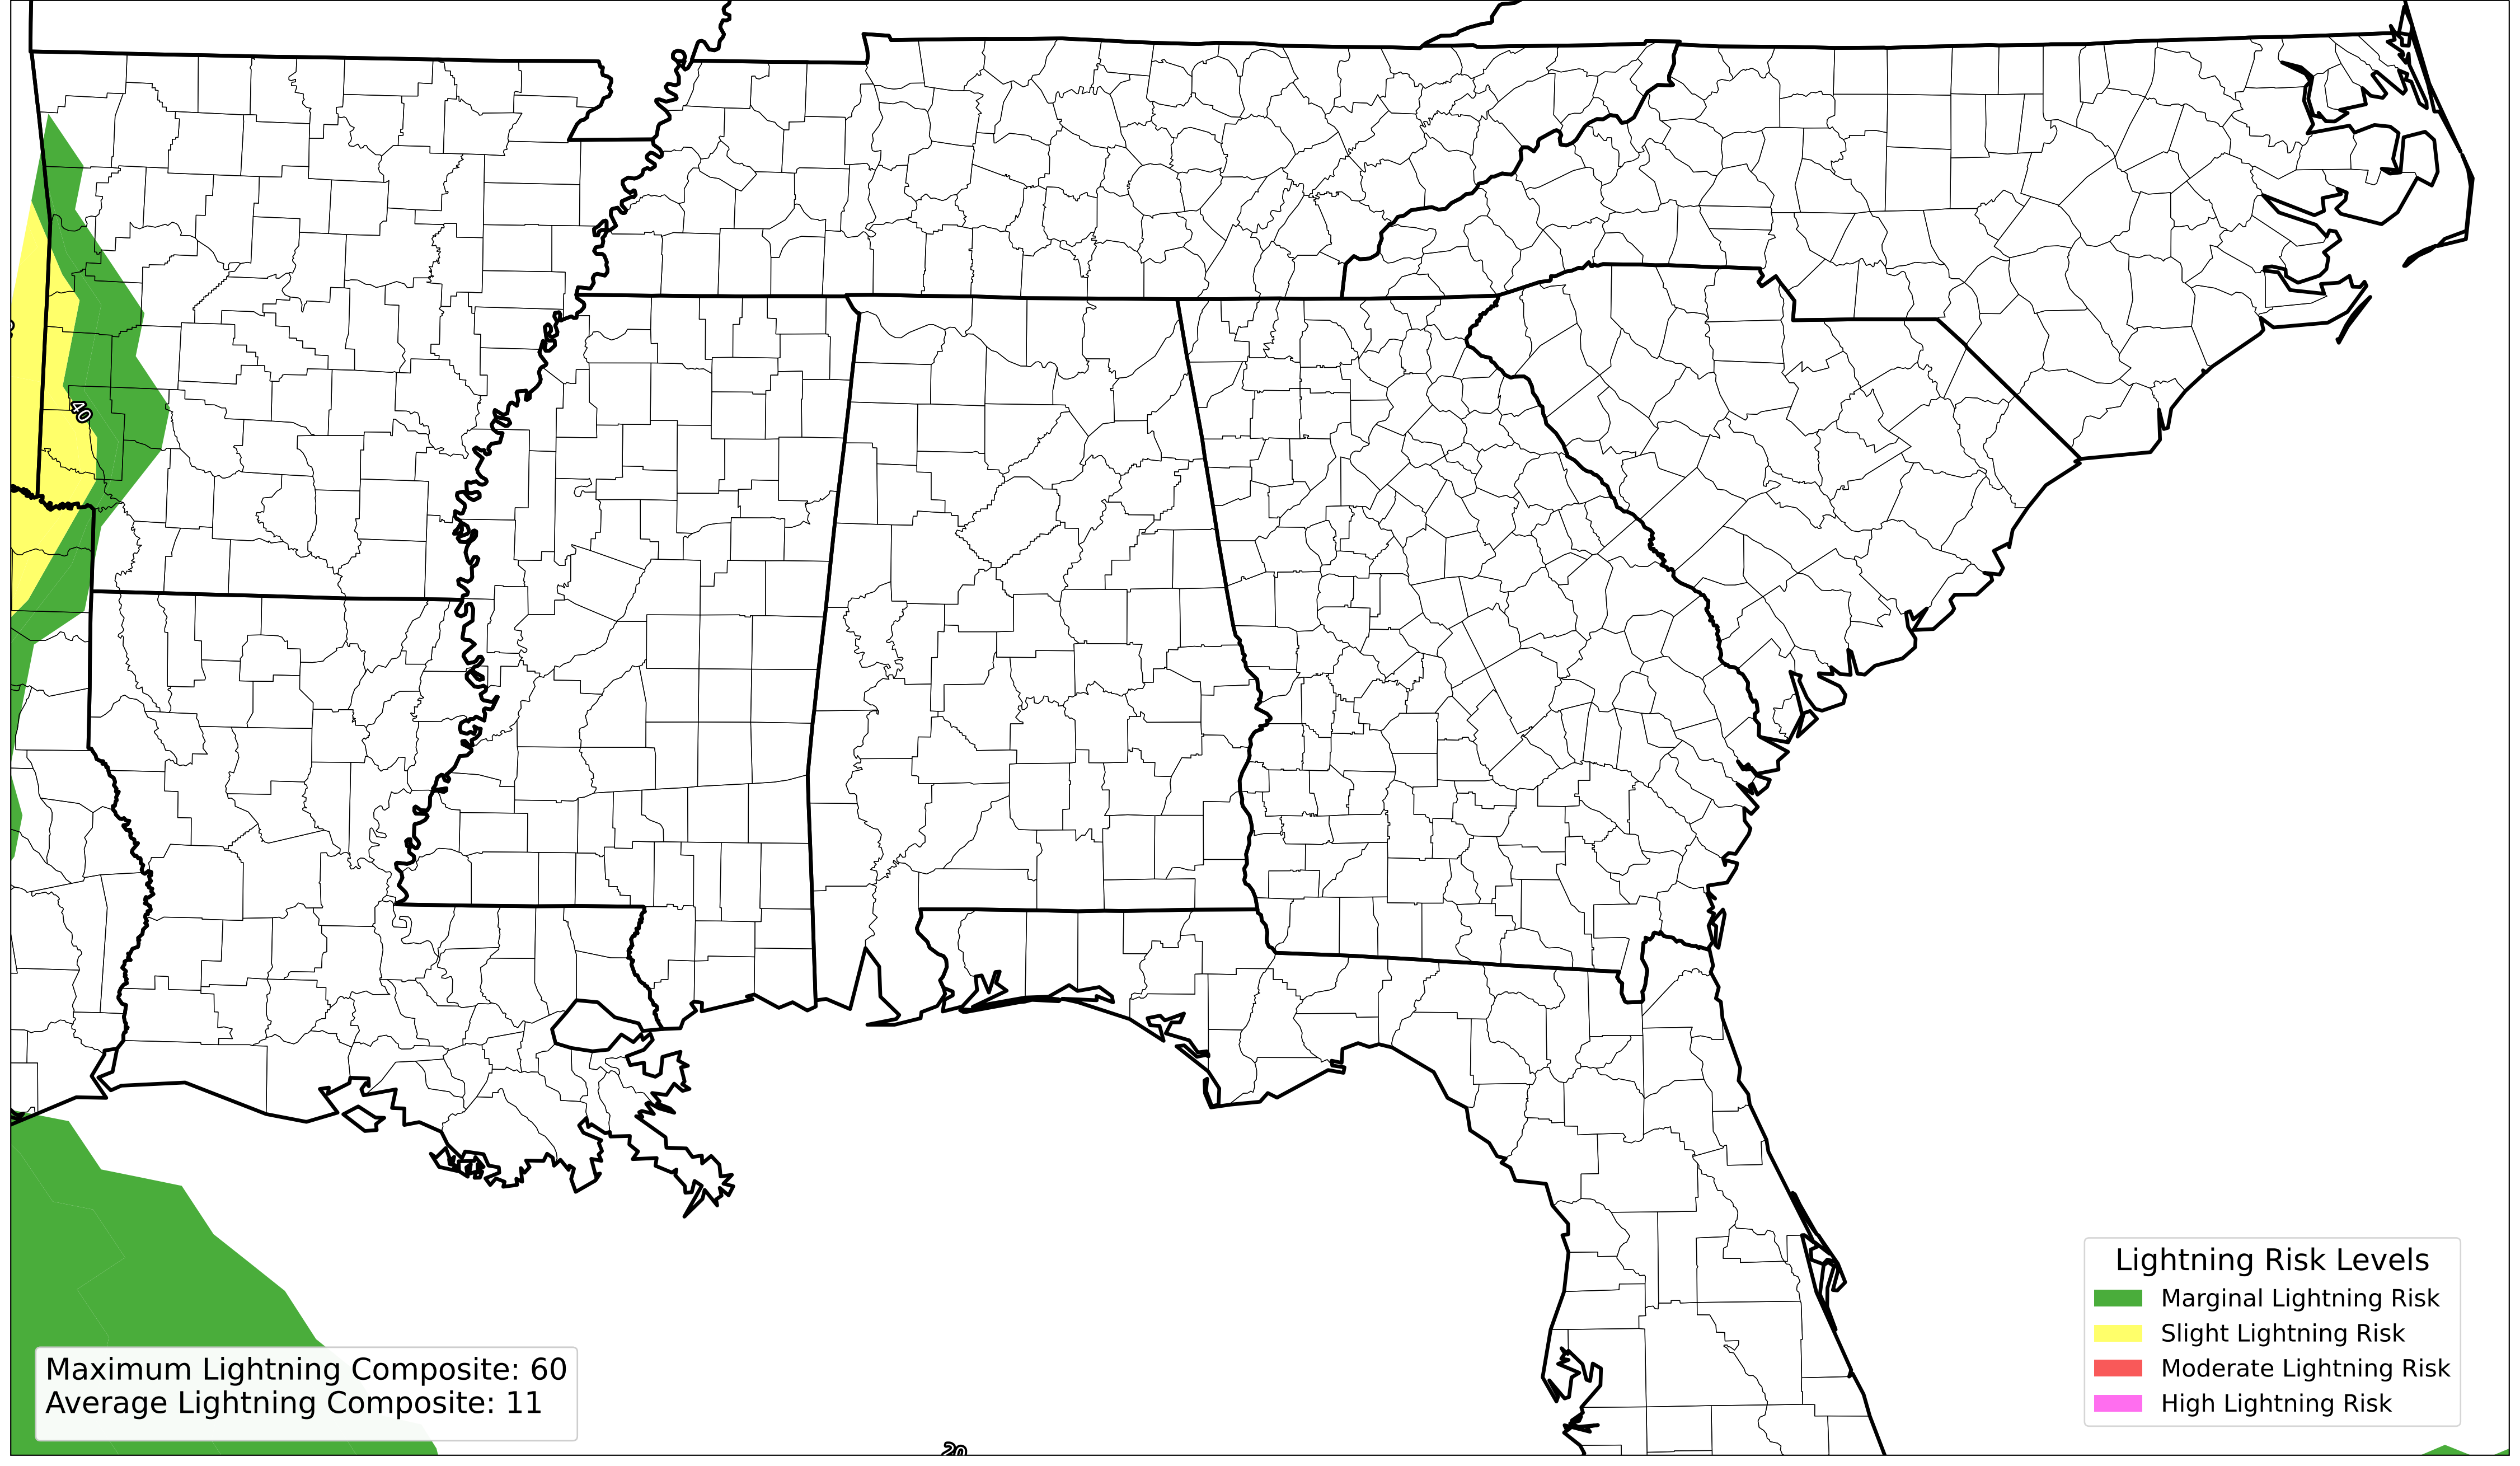 40
Lightning Risk Levels
Marginal Lightning Risk
Slight Lightning Risk
Moderate Lightning Risk
High Lightning Risk
Maximum Lightning Composite: 60
Average Lightning Composite: 11
20